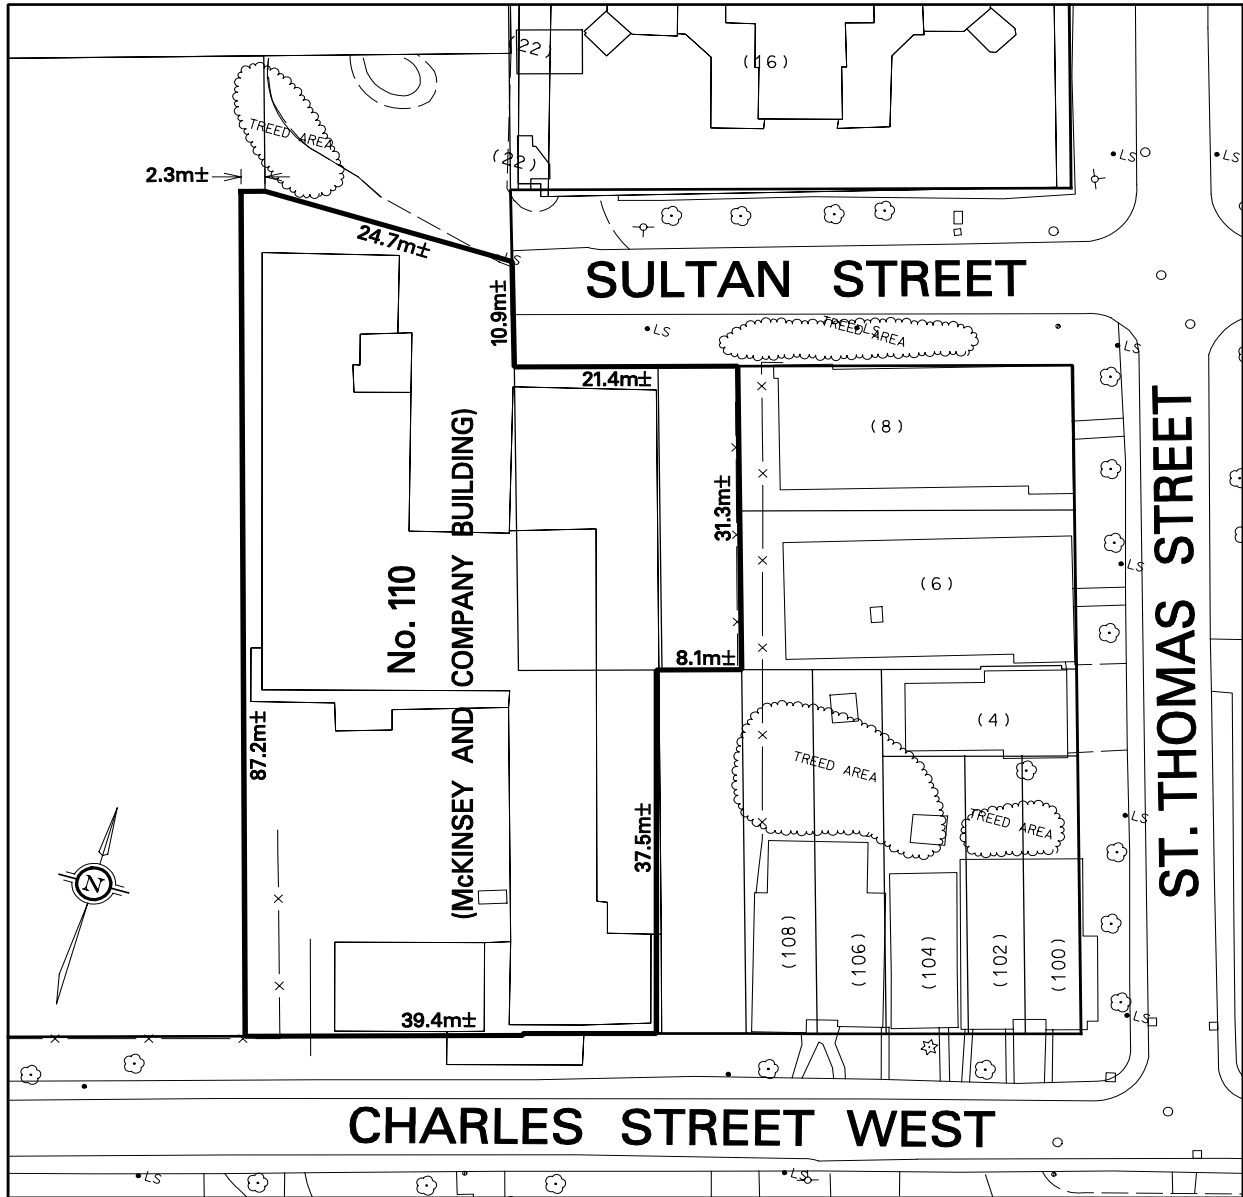 (22)
(16)
TREED AREA
(22)
LS
LS
2.3m±
24.7m±
LS
SULTAN STREET
10.9m±
LS
TREED AREA
LS
LS
21.4m±
(8)
31.3m±
ST. THOMAS STREET
No. 110
(McKINSEY AND COMPANY BUILDING)
(6)
LS
8.1m±
(4)
87.2m±
TREED AREA
TREED AREA
LS
37.5m±
N
(108)
(106)
(104)
(102)
(100)
39.4m±
LS
CHARLES STREET WEST
LS
LS